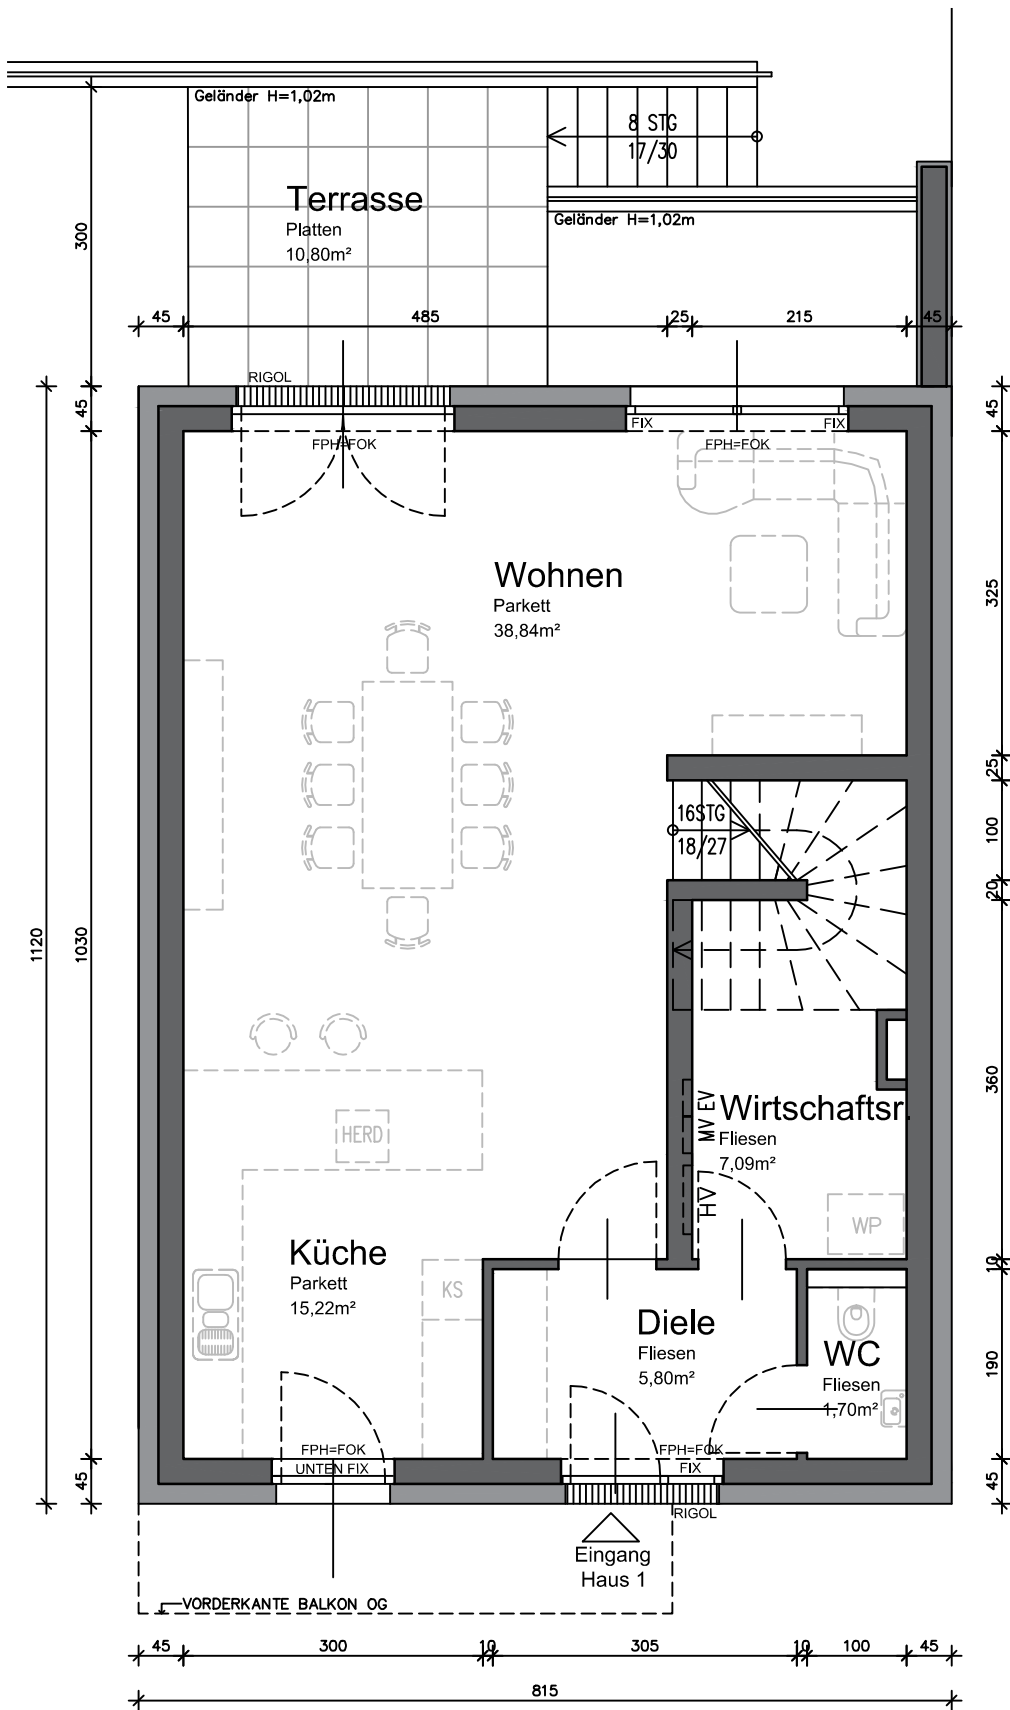 Geländer H=1,02m
8 STG
17/30
Terrasse
Platten
10,80m²
Geländer H=1,02m
300
45
485
25
215
45
RIGOL
45
45
FIX
FIX
FPH=FOK
FPH=FOK
Wohnen
Parkett
38,84m²
325
25
16STG
18/27
100
20
1120
1030
360
HERD
MV EV
Wirtschaftsr.
Fliesen
7,09m²
HV
WP
Küche
Parkett
15,22m²
KS
10
Diele
Fliesen
5,80m²
WC
Fliesen
1,70m²
190
FPH=FOK
UNTEN FIX
FPH=FOK
FIX
45
45
RIGOL
Eingang
Haus 1
VORDERKANTE BALKON OG
45
300
10
305
10
100
45
815